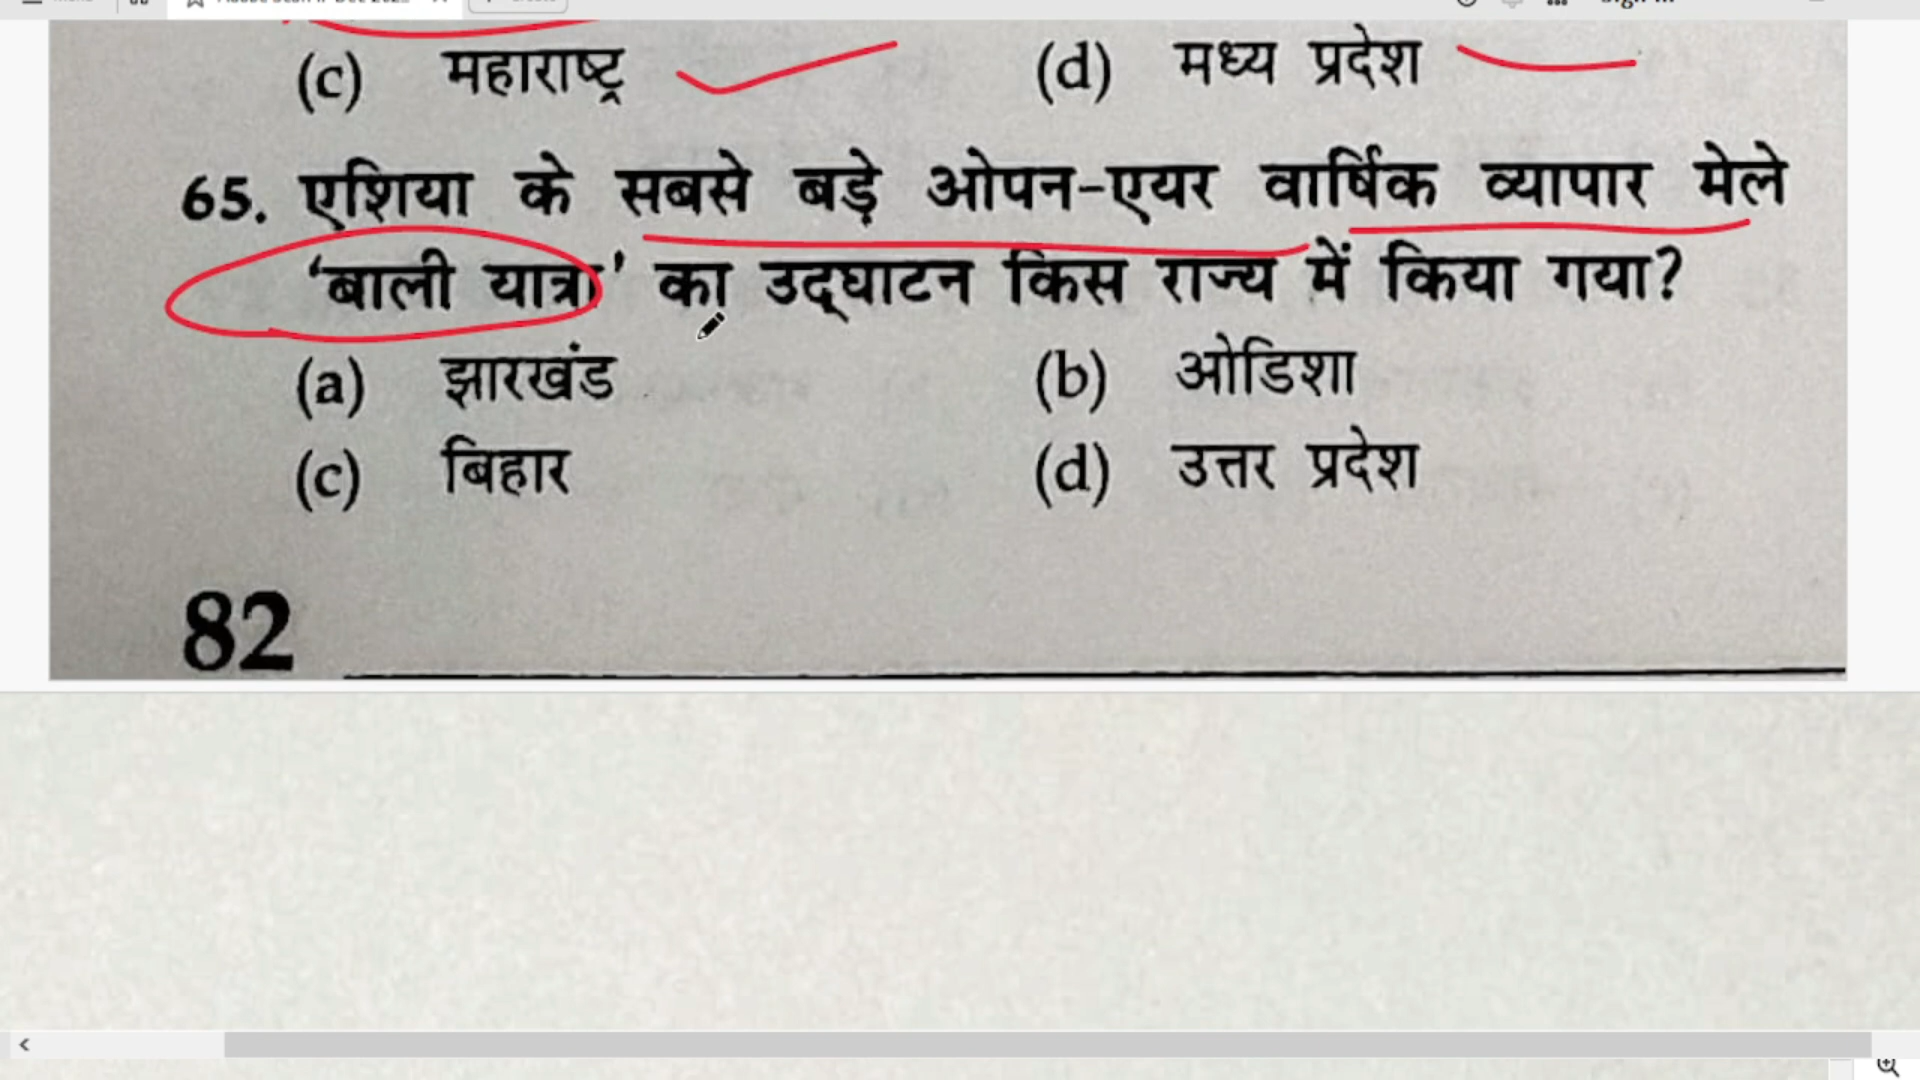 (c) महाराष्ट्र (d) मध्य प्रदेश
65. एशिया के सबसे बड़े ओपन-एयर वार्षिक व्यापार मेले
‘बाली यात्रा’ का उद्घाटन किस राज्य में किया गया?
(a) झारखंड (b) ओडिशा
(c) बिहार (d) उत्तर प्रदेश
82